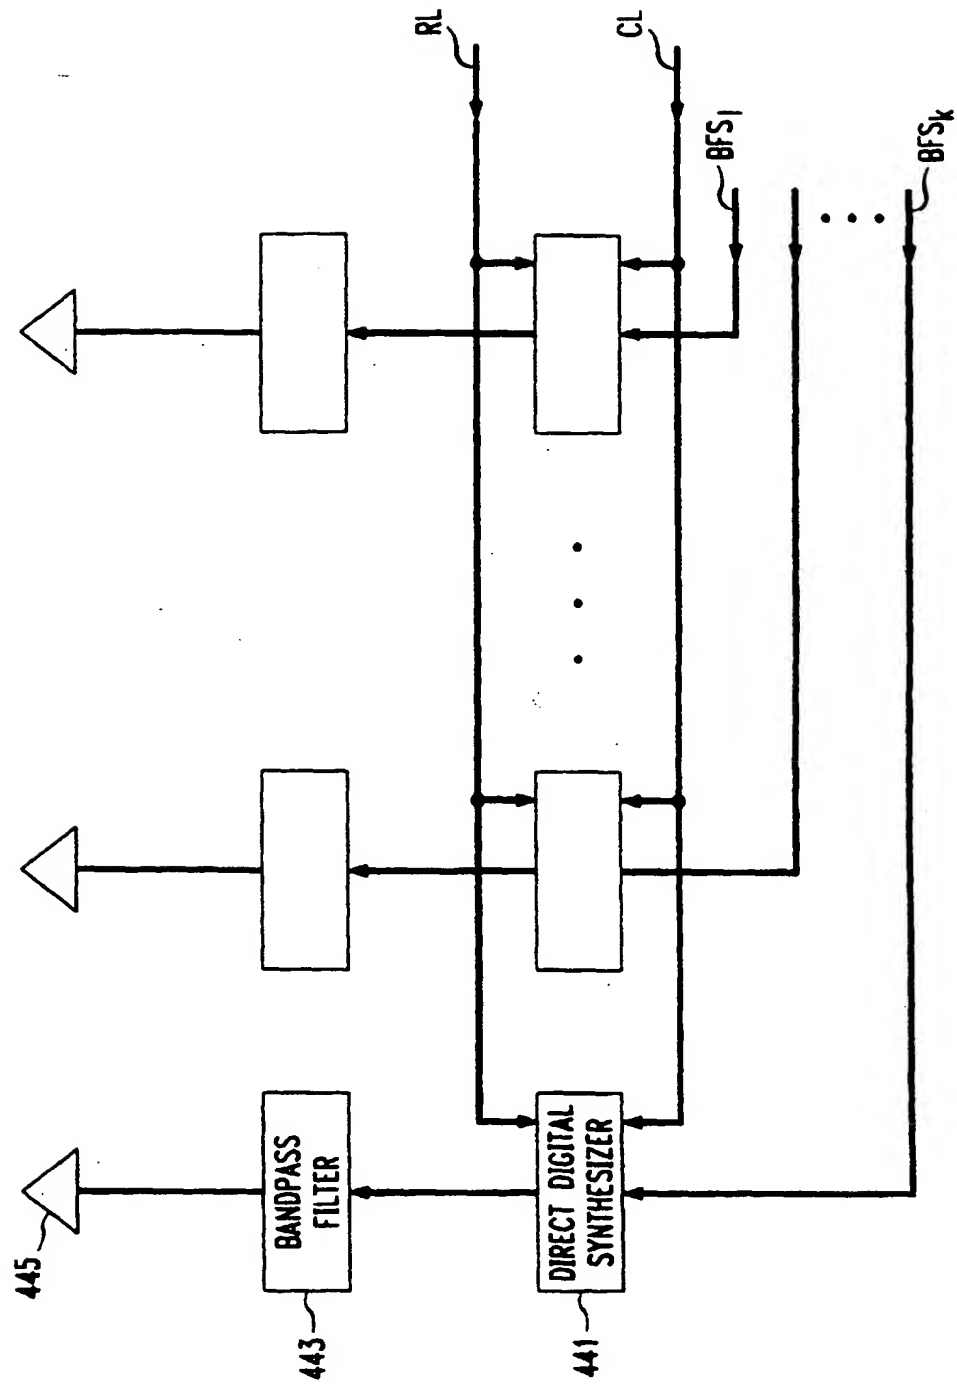 445
443
BANDPASS
FILTER
441
DIRECT DIGITAL
SYNTHESIZER
RL
CL
BFS1
BFSk